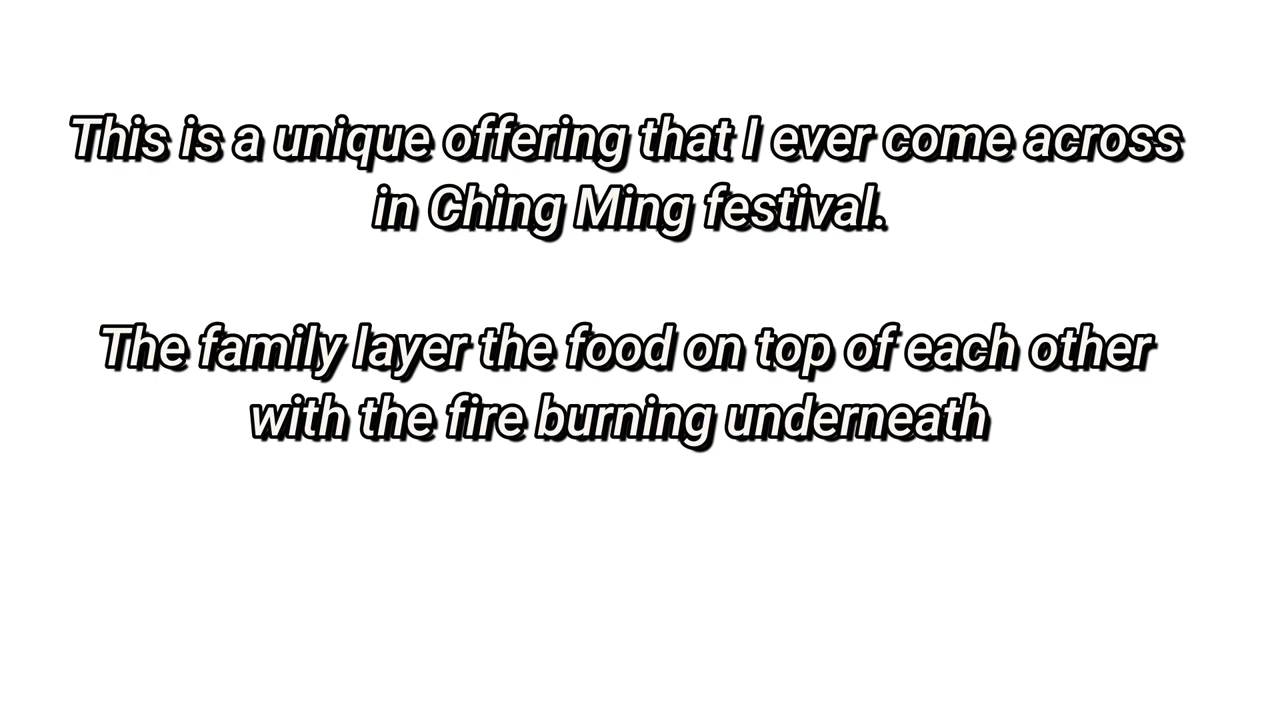 This is a unique offering that I ever come across
in Ching Ming festival.
The family layer the food on top of each other
with the fire burning underneath